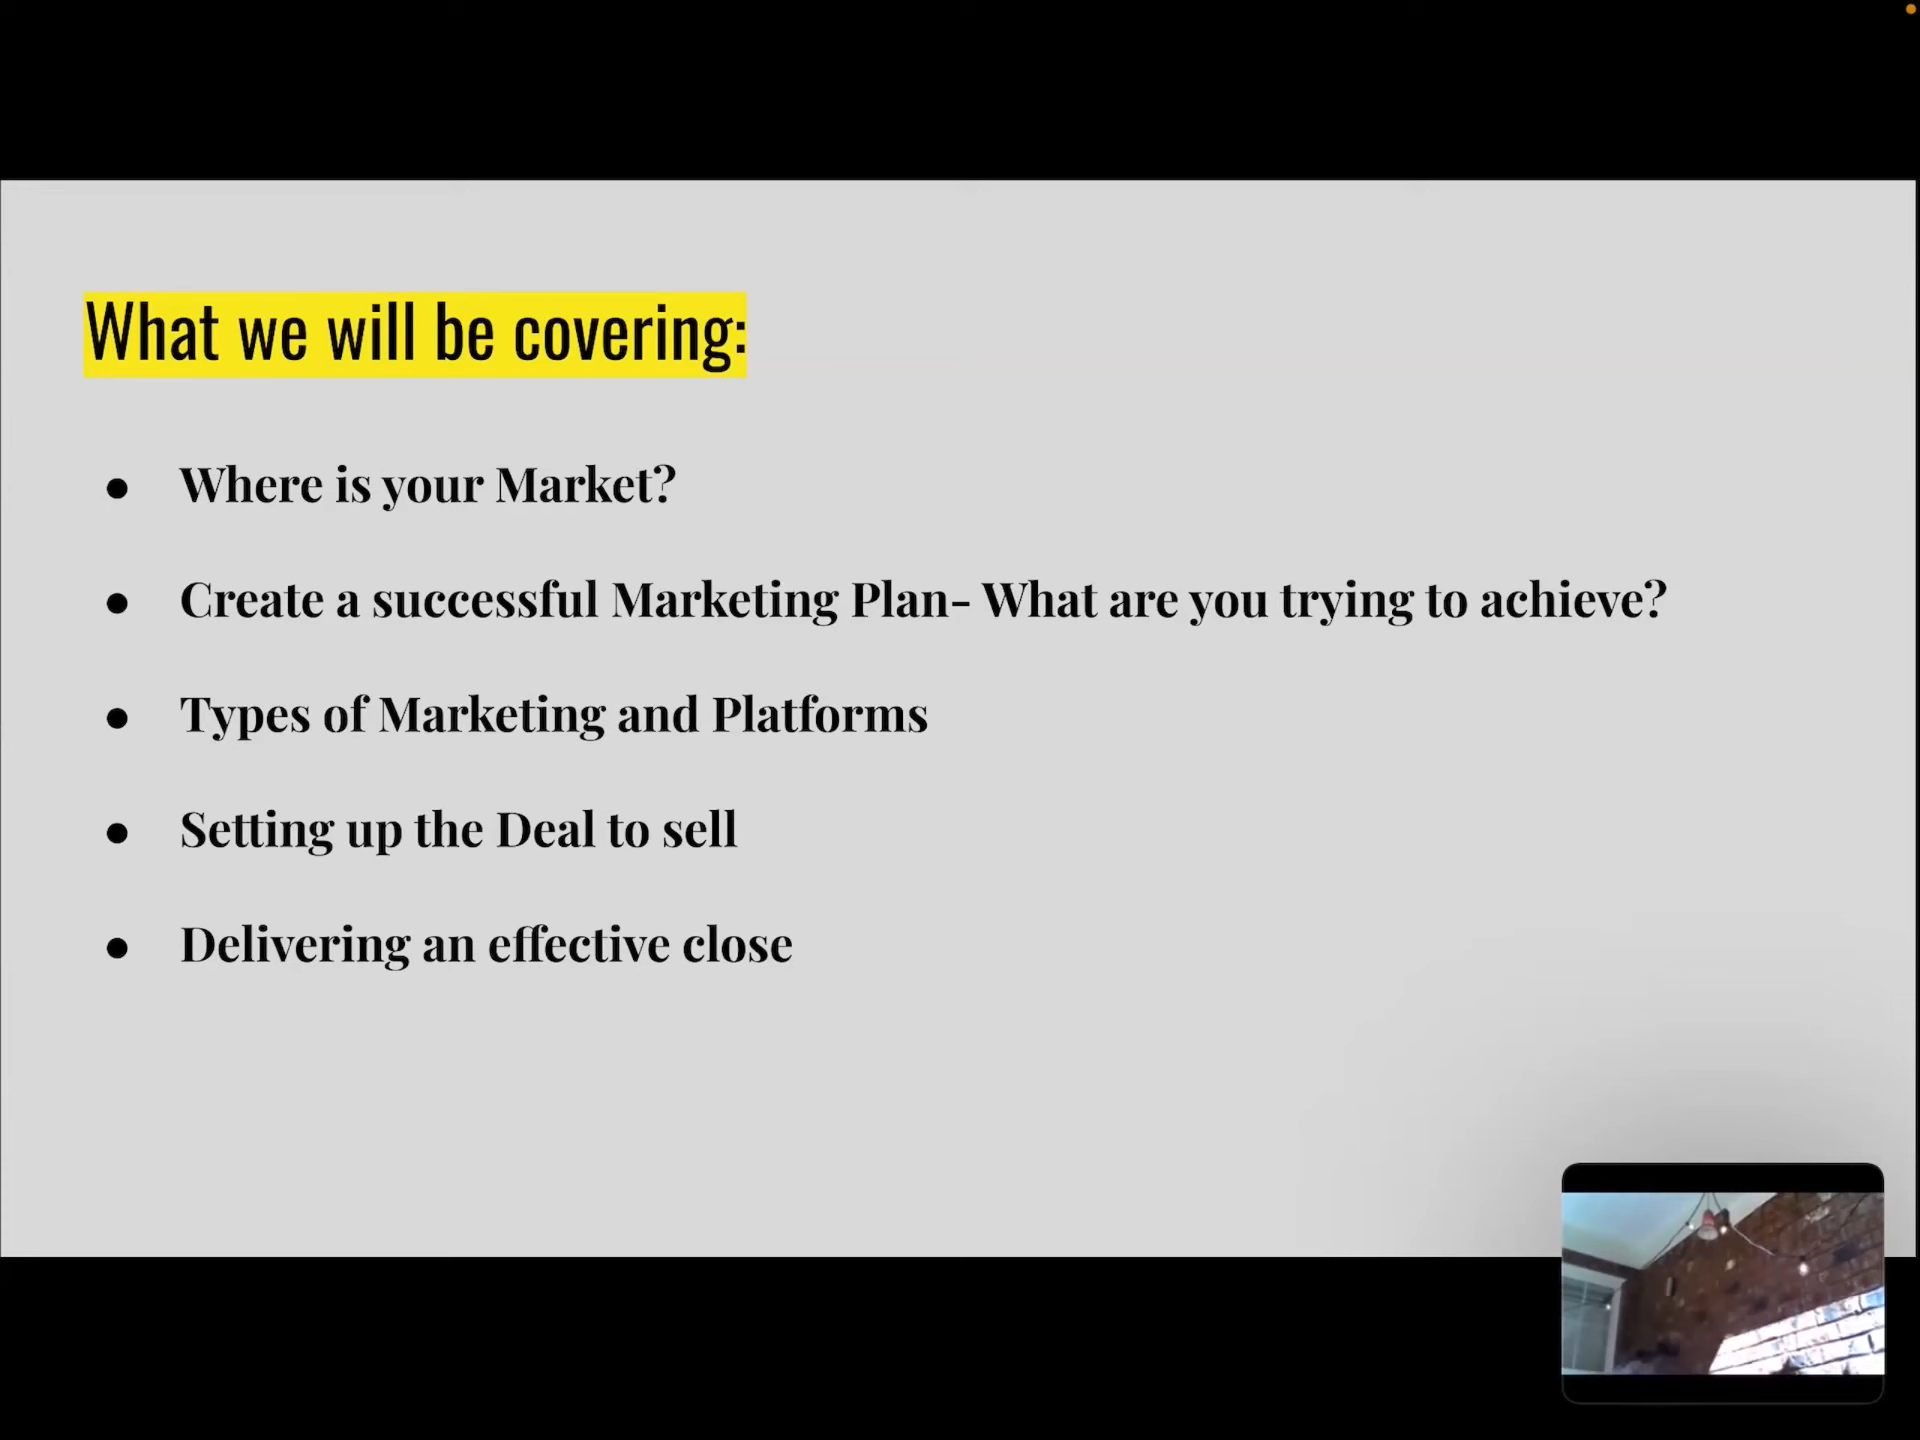 What we will be covering:
● Where is your Market?
● Create a successful Marketing Plan- What are you trying to achieve?
● Types of Marketing and Platforms
● Setting up the Deal to sell
● Delivering an effective close